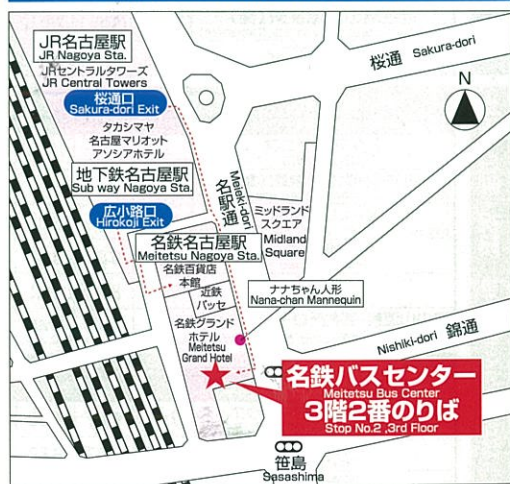 JR名古屋駅
JR Nagoya Sta.
JRセントラルタワーズ
JR Central Towers
桜通口
Sakura-dori Exit
タカシマヤ
名古屋マリオット
アソシアホテル
地下鉄名古屋駅
Sub way Nagoya Sta.
広小路口
Hirokoji Exit
桜通 Sakura-dori
N
名駅通
Meieki-dori
ミッドランド
スクエア
Midland
Square
名鉄名古屋駅
Meitetsu Nagoya Sta.
名鉄百貨店
本館
近鉄
パッセ
ナナちゃん人形
Nana-chan Mannequin
名鉄グランド
ホテル
Meitetsu
Grand Hotel
Nishiki-dori 錦通
名鉄バスセンター
Meitetsu Bus Center
3階2番のりば
Stop No.2 ,3rd Floor
笹島
Sasashima